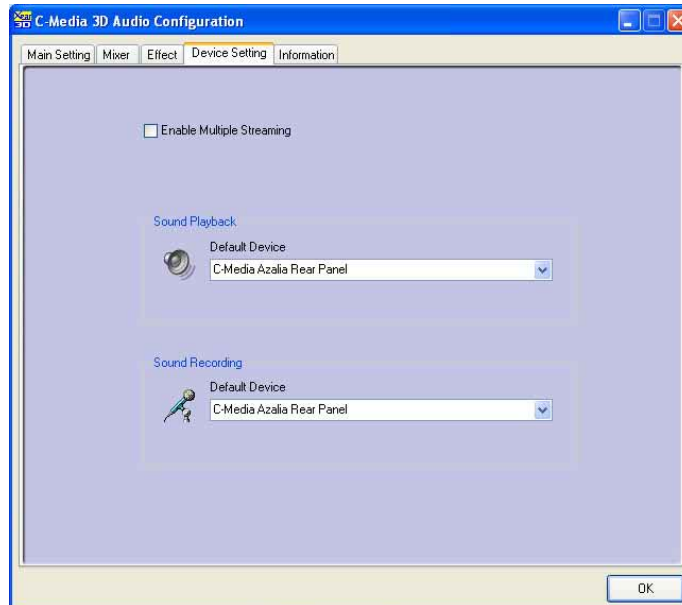 C-Media 3D Audio Configuration
Main Setting Mixer Effect Device Setting Information
Enable Multiple Streaming
Sound Playback
Default Device
C-Media Azalia Rear Panel
Sound Recording
Default Device
C-Media Azalia Rear Panel
OK